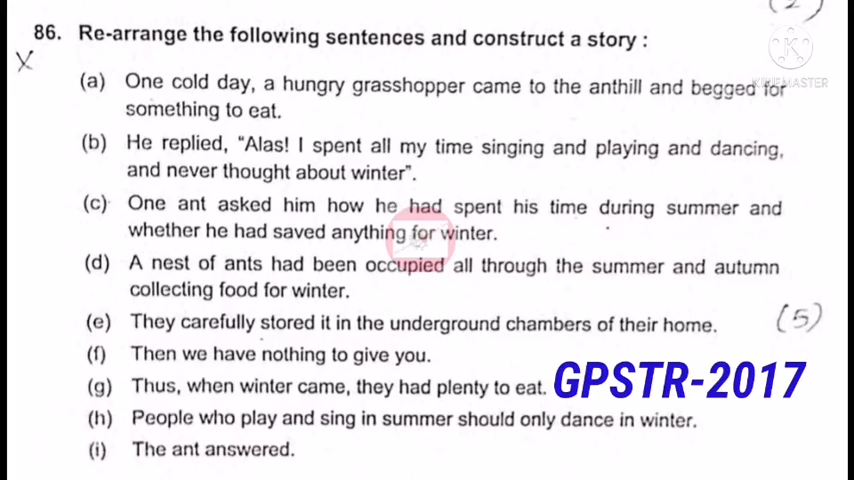 (2)
86. Re-arrange the following sentences and construct a story :
X
KINEMASTER
(a) One cold day, a hungry grasshopper came to the anthill and begged for
something to eat.
(b) He replied, "Alas! I spent all my time singing and playing and dancing,
and never thought about winter".
(c) One ant asked him how he had spent his time during summer and
whether he had saved anything for winter.
(d) A nest of ants had been occupied all through the summer and autumn
collecting food for winter.
(e) They carefully stored it in the underground chambers of their home. (5)
(f) Then we have nothing to give you.
(g) Thus, when winter came, they had plenty to eat. GPSTR-2017
(h) People who play and sing in summer should only dance in winter.
(i) The ant answered.